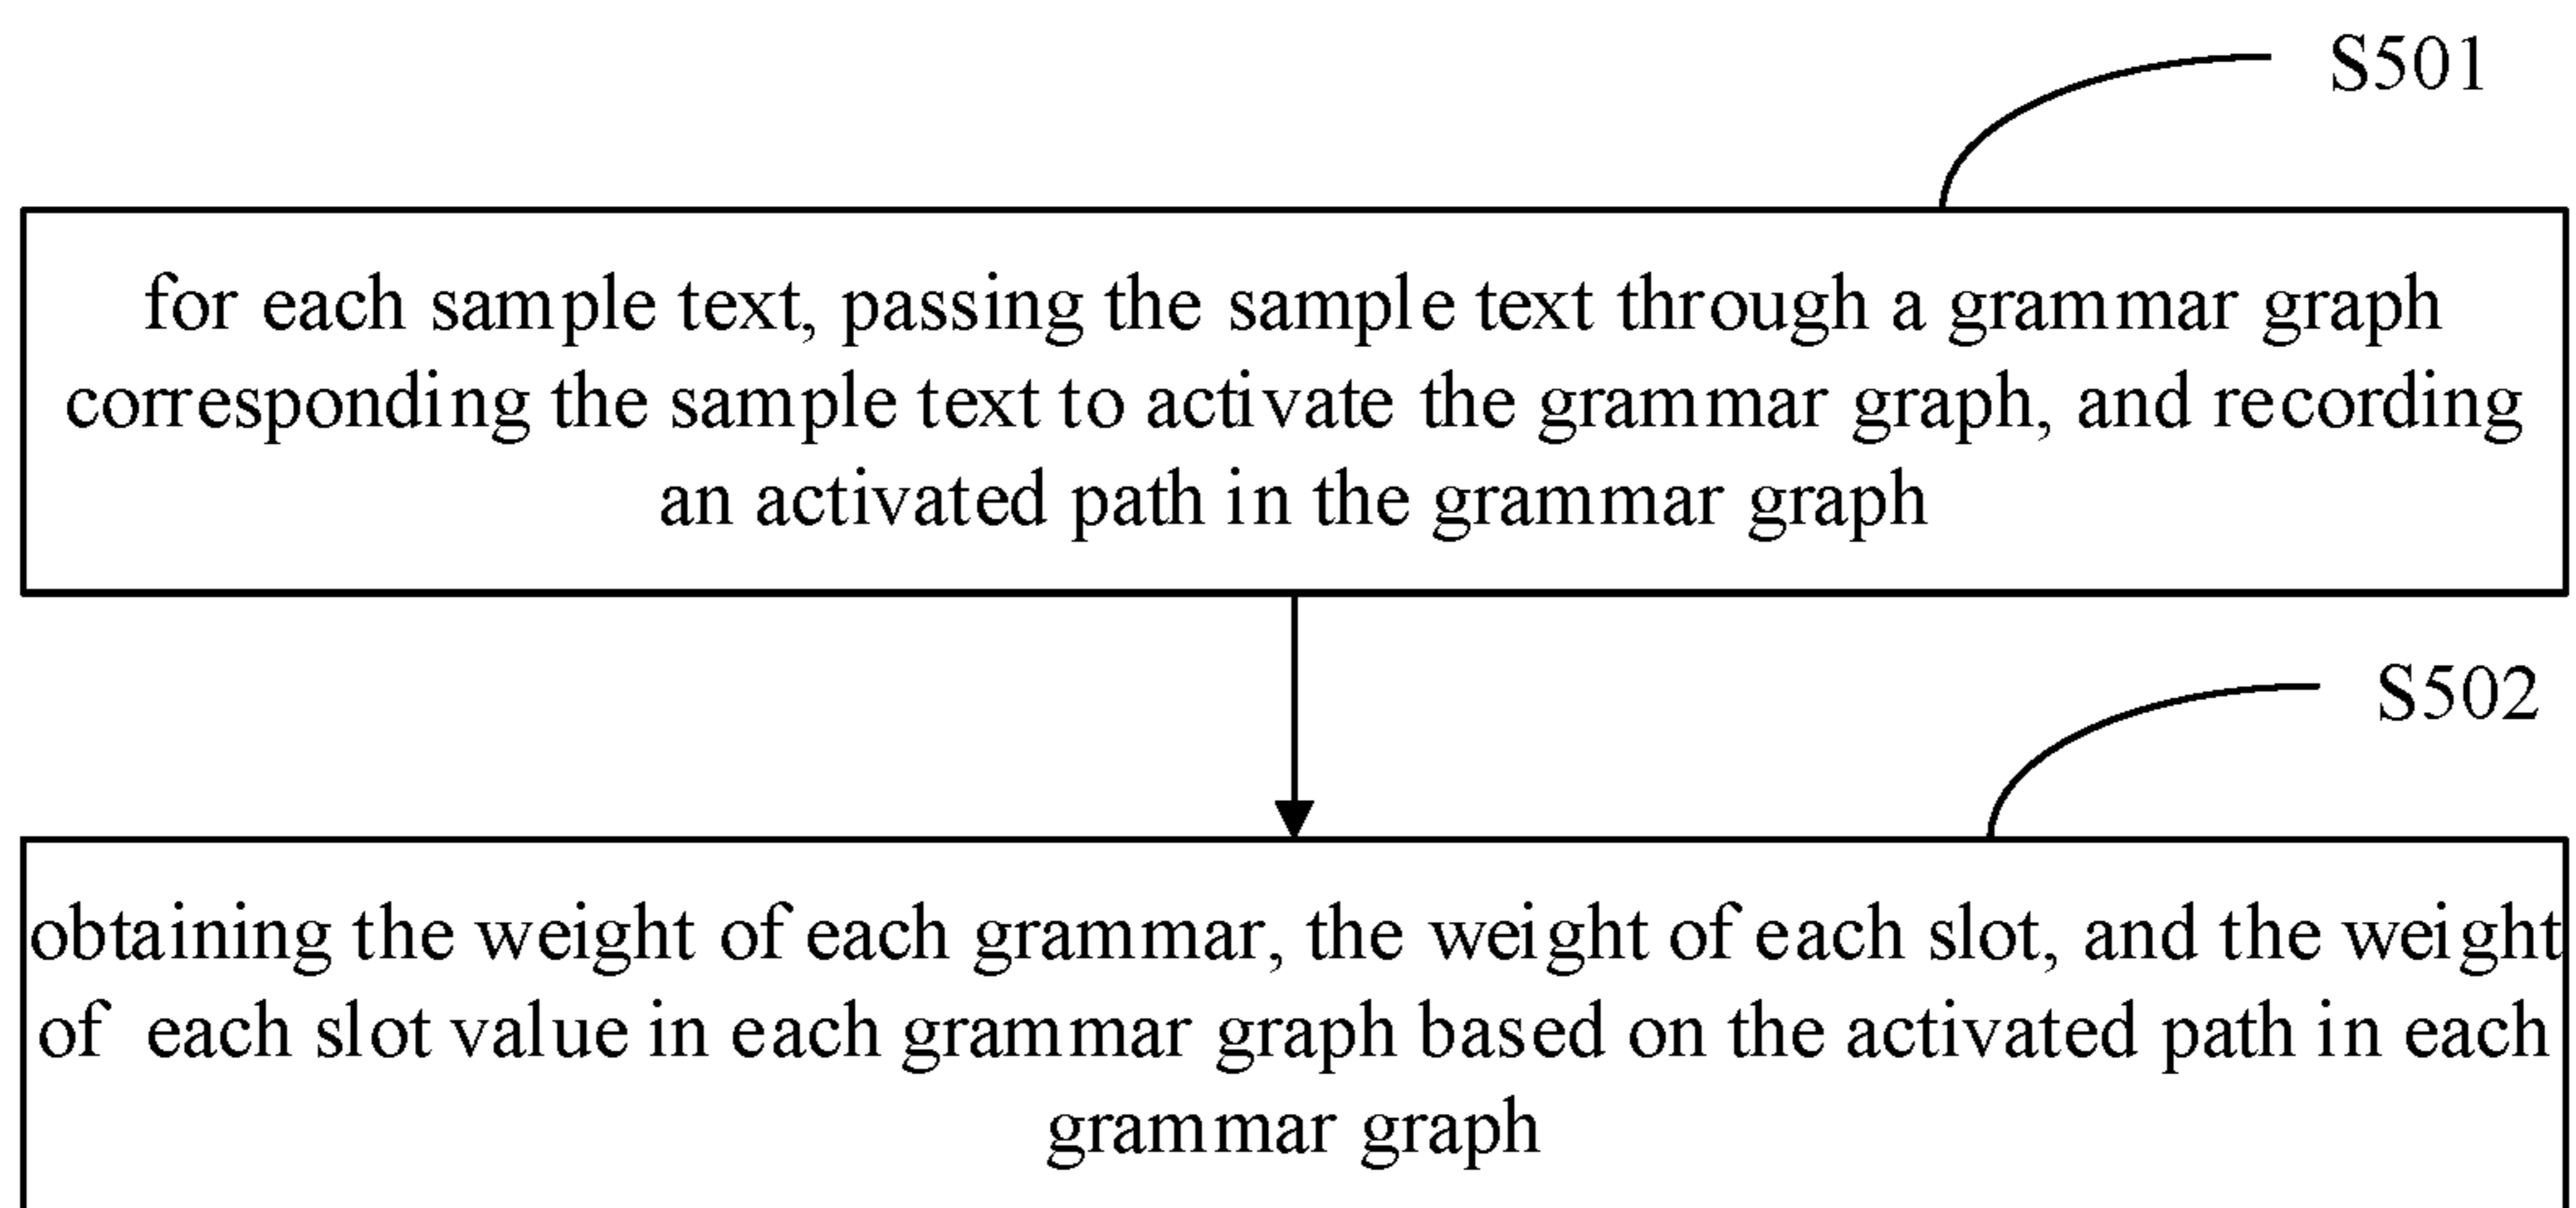 S501
for each sample text, passing the sample text through a grammar graph
corresponding the sample text to activate the grammar graph, and recording
an activated path in the grammar graph
S502
obtaining the weight of each grammar, the weight of each slot, and the weight
of each slot value in each grammar graph based on the activated path in each
grammar graph